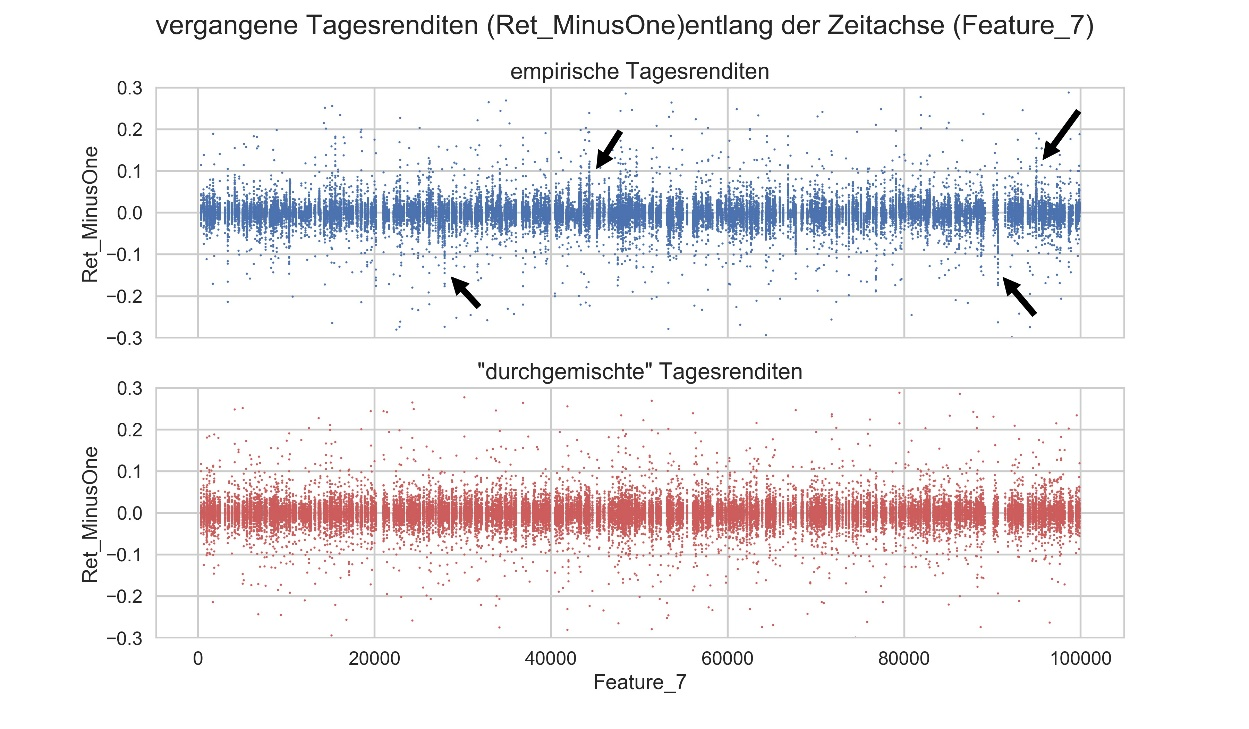 vergangene Tagesrenditen (Ret_MinusOne)entlang der Zeitachse (Feature_7)
empirische Tagesrenditen
0.3
0.2
0.1
0.0
−0.1
−0.2
−0.3
Ret_MinusOne
"durchgemischte" Tagesrenditen
0.3
0.2
0.1
0.0
−0.1
−0.2
−0.3
Ret_MinusOne
0 20000 40000 60000 80000 100000
Feature_7